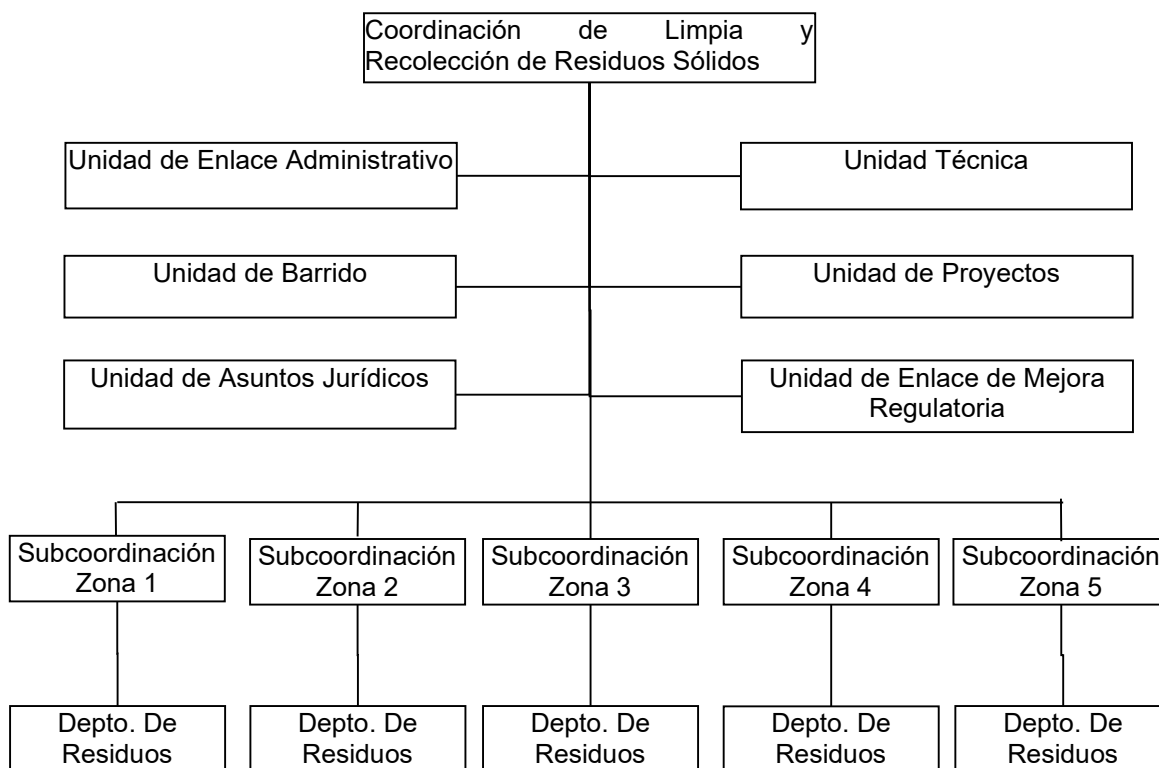 Coordinación de Limpia y
Recolección de Residuos Sólidos
Unidad de Enlace Administrativo
Unidad Técnica
Unidad de Barrido
Unidad de Proyectos
Unidad de Asuntos Jurídicos
Unidad de Enlace de Mejora
Regulatoria
Subcoordinación
Zona 1
Subcoordinación
Zona 2
Subcoordinación
Zona 3
Subcoordinación
Zona 4
Subcoordinación
Zona 5
Depto. De
Residuos
Depto. De
Residuos
Depto. De
Residuos
Depto. De
Residuos
Depto. De
Residuos